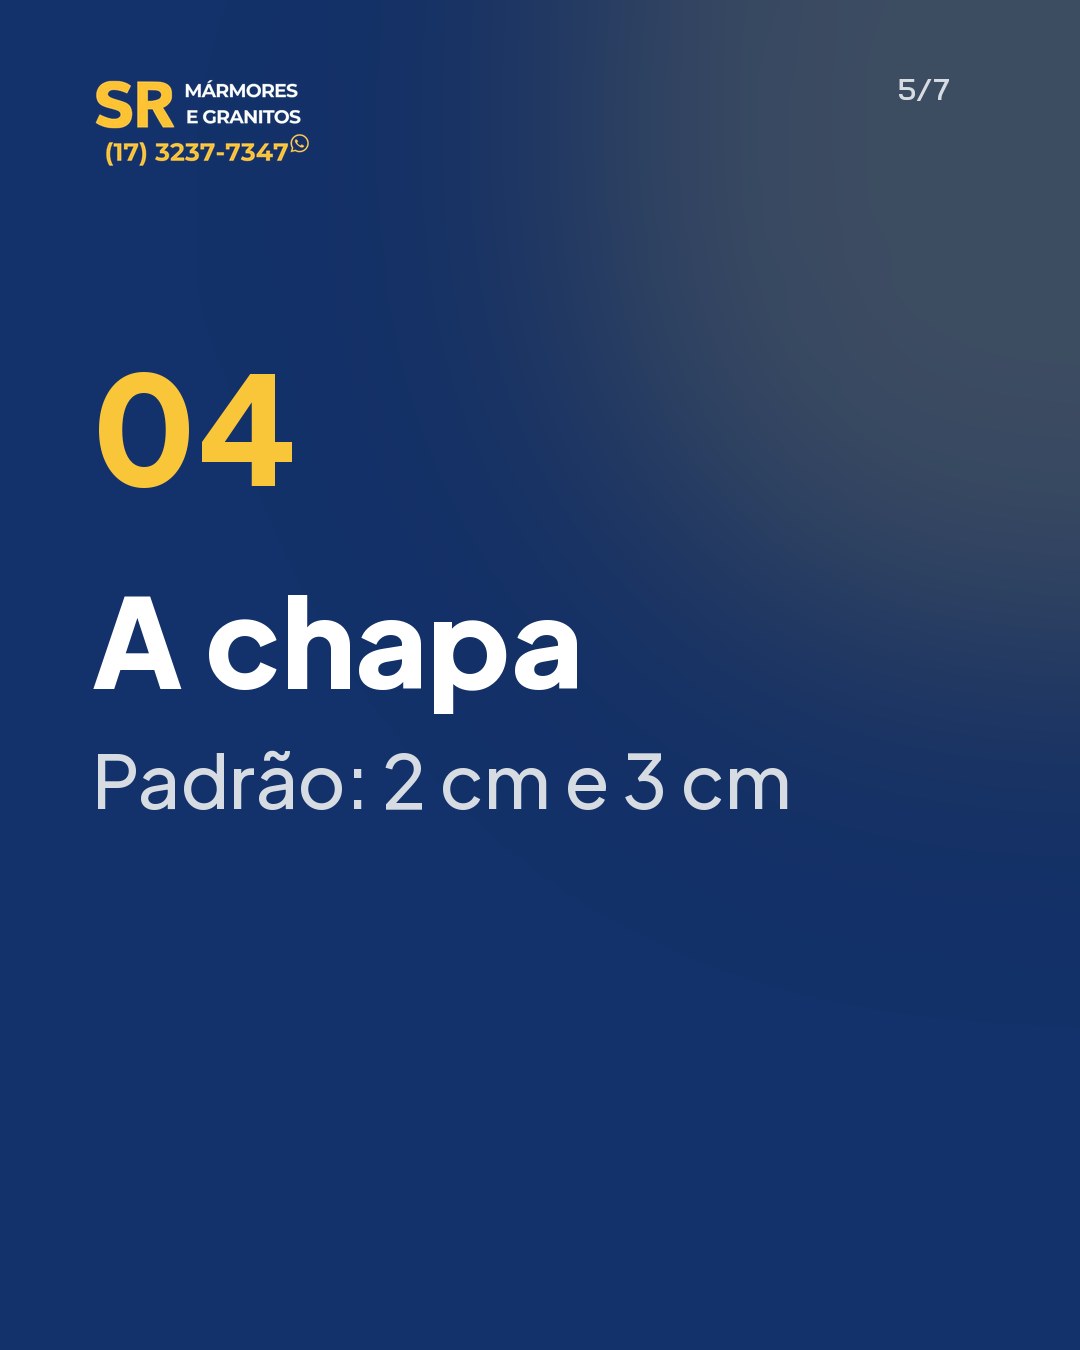 SR MÁRMORES
E GRANITOS
(17) 3237-7347
5/7
04
A chapa
Padrão: 2 cm e 3 cm